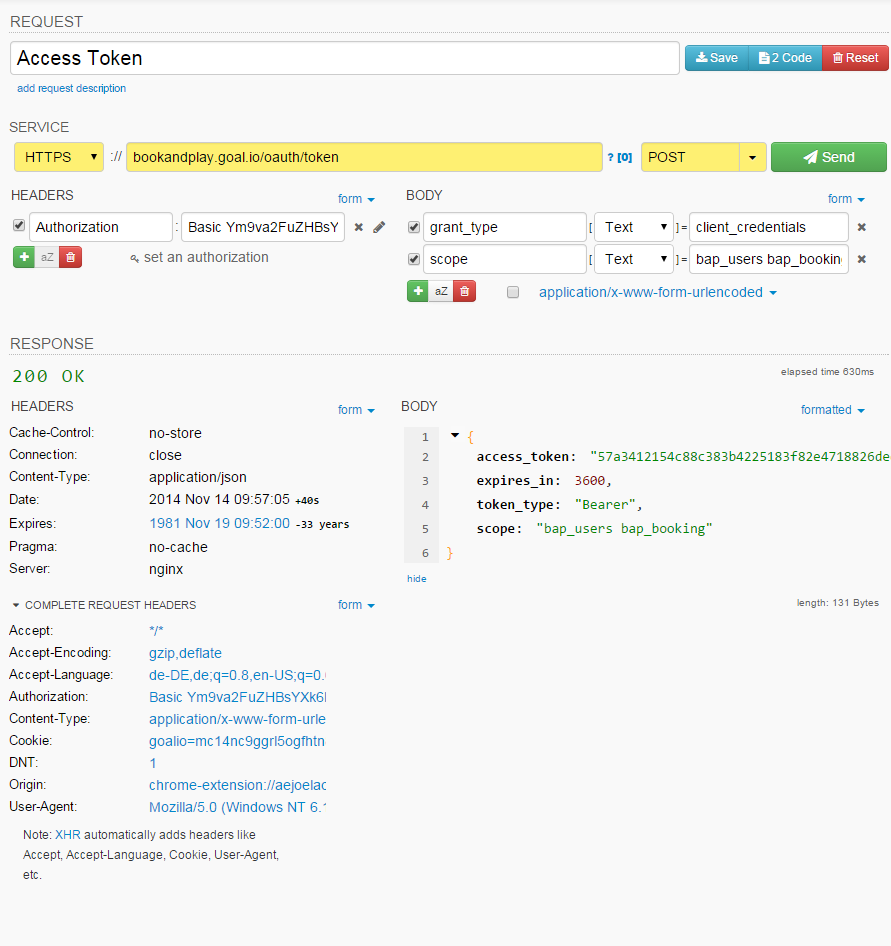 REQUEST
Access Token
Save 2 Code Reset
add request description
SERVICE
HTTPS :// bookandplay.goal.io/oauth/token ? [0] POST Send
HEADERS form
Authorization : Basic Ym9va2FuZHBsY
aZ set an authorization
BODY form
grant_type [ Text ]= client_credentials
scope [ Text ]= bap_users bap_bookin
aZ application/x-www-form-urlencoded
RESPONSE
200 OK elapsed time 630ms
HEADERS form
Cache-Control: no-store
Connection: close
Content-Type: application/json
Date: 2014 Nov 14 09:57:05 +40s
Expires: 1981 Nov 19 09:52:00 -33 years
Pragma: no-cache
Server: nginx
BODY formatted
1 {
2 access_token: "57a3412154c88c383b4225183f82e4718826de
3 expires_in: 3600,
4 token_type: "Bearer",
5 scope: "bap_users bap_booking"
6 }
hide
length: 131 Bytes
COMPLETE REQUEST HEADERS form
Accept: */*
Accept-Encoding: gzip,deflate
Accept-Language: de-DE,de;q=0.8,en-US;q=0.
Authorization: Basic Ym9va2FuZHBsYXk6
Content-Type: application/x-www-form-urle
Cookie: goalio=mc14nc9ggrl5ogfhtn
DNT: 1
Origin: chrome-extension://aejoelac
User-Agent: Mozilla/5.0 (Windows NT 6.1
Note: XHR automatically adds headers like
Accept, Accept-Language, Cookie, User-Agent,
etc.